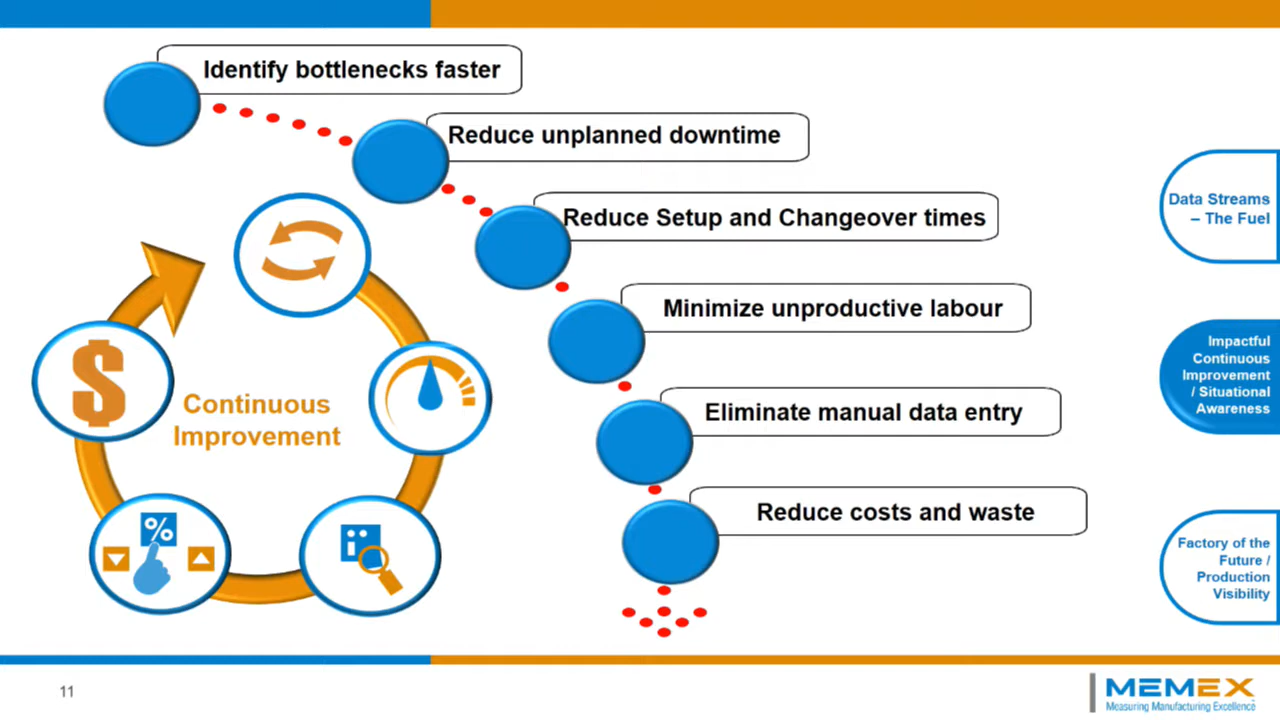 Identify bottlenecks faster
Reduce unplanned downtime
Reduce Setup and Changeover times
Minimize unproductive labour
Eliminate manual data entry
Reduce costs and waste
$
Continuous
Improvement
%
Data Streams
– The Fuel
Impactful
Continuous
Improvement
/ Situational
Awareness
Factory of the
Future /
Production
Visibility
11
MEMEX
Measuring Manufacturing Excellence